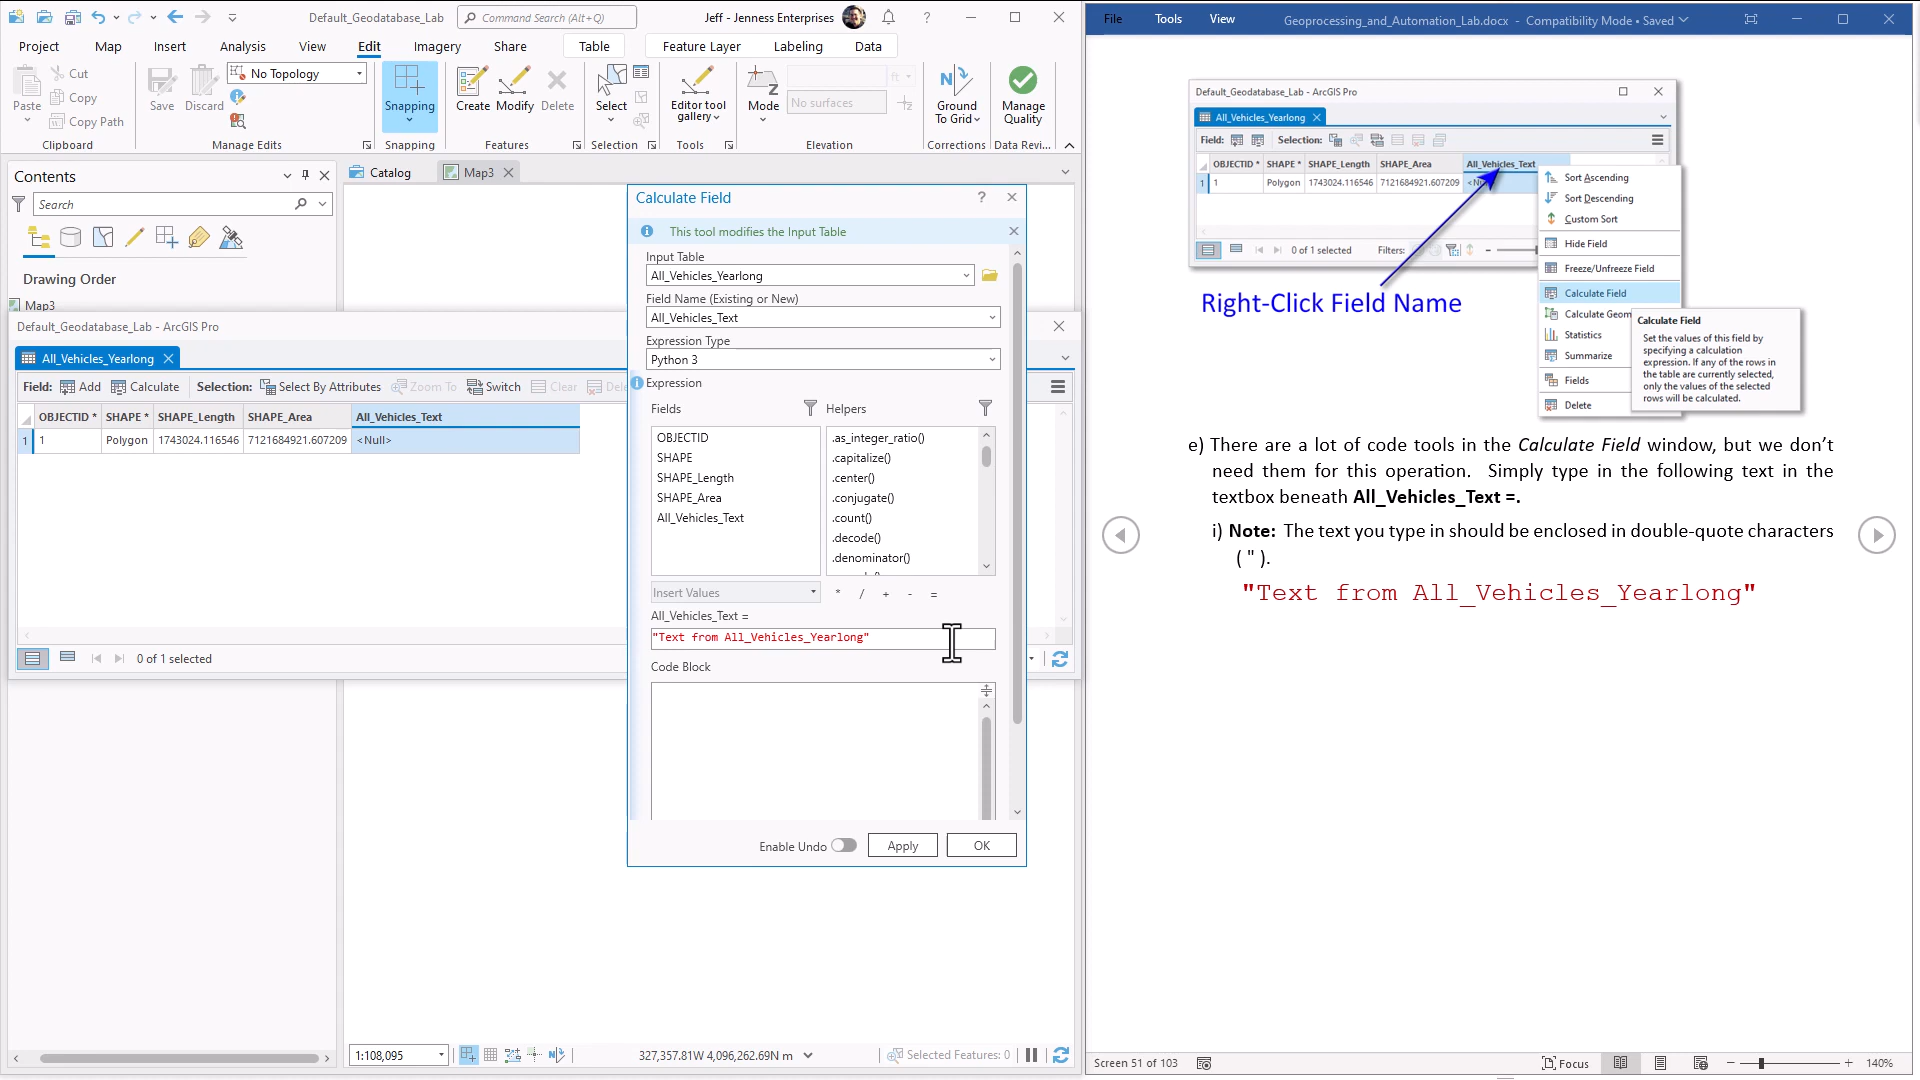 Default_Geodatabase_Lab
Command Search (Alt+Q)
Jeff - Jenness Enterprises
?
Project
Map
Insert
Analysis
View
Edit
Imagery
Share
Table
Feature Layer
Labeling
Data
Paste
Cut
Copy
Copy Path
Clipboard
Save
Discard
No Topology
Manage Edits
Snapping
Snapping
Create
Modify
Delete
Features
Select
Selection
Editor tool
gallery
Tools
Mode
ft
No surfaces
Elevation
Ground
To Grid
Corrections
Manage
Quality
Data Revi...
Contents
Search
Drawing Order
Map3
Catalog
Map3
Default_Geodatabase_Lab - ArcGIS Pro
All_Vehicles_Yearlong
Field:
Add
Calculate
Selection:
Select By Attributes
Zoom To
Switch
Clear
OBJECTID *
SHAPE *
SHAPE_Length
SHAPE_Area
All_Vehicles_Text
1
1
Polygon
1743024.116546
7121684921.607209
<Null>
0 of 1 selected
Calculate Field
?
This tool modifies the Input Table
Input Table
All_Vehicles_Yearlong
Field Name (Existing or New)
All_Vehicles_Text
Expression Type
Python 3
Expression
Fields
Helpers
OBJECTID
SHAPE
SHAPE_Length
SHAPE_Area
All_Vehicles_Text
.as_integer_ratio()
.capitalize()
.center()
.conjugate()
.count()
.decode()
.denominator()
Insert Values
* / + - =
All_Vehicles_Text =
"Text from All_Vehicles_Yearlong"
Code Block
Enable Undo
Apply
OK
1:108,095
327,357.81W 4,096,262.69N m
Selected Features: 0
File
Tools
View
Geoprocessing_and_Automation_Lab.docx - Compatibility Mode • Saved
Default_Geodatabase_Lab - ArcGIS Pro
All_Vehicles_Yearlong
Field:
Selection:
OBJECTID *
SHAPE *
SHAPE_Length
SHAPE_Area
All_Vehicles_Text
1
1
Polygon
1743024.116546
7121684921.607209
0 of 1 selected
Filters:
Sort Ascending
Sort Descending
Custom Sort
Hide Field
Freeze/Unfreeze Field
Calculate Field
Calculate Geom
Statistics
Summarize
Fields
Delete
Calculate Field
Set the values of this field by
specifying a calculation
expression. If any of the rows in
the table are currently selected,
only the values of the selected
rows will be calculated.
Right-Click Field Name
e) There are a lot of code tools in the Calculate Field window, but we don’t
need them for this operation. Simply type in the following text in the
textbox beneath All_Vehicles_Text =.
i) Note: The text you type in should be enclosed in double-quote characters
( " ).
"Text from All_Vehicles_Yearlong"
Screen 51 of 103
Focus
140%